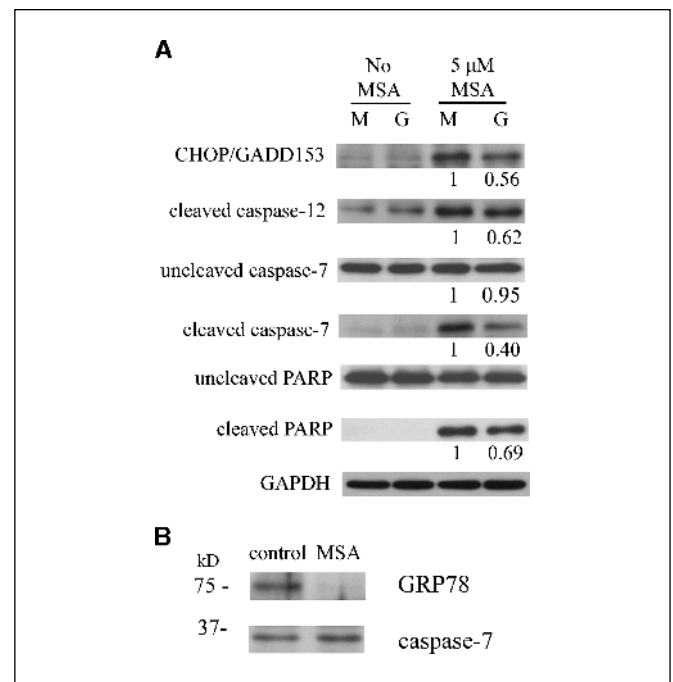 A
No 5 μM
MSA MSA
M G M G
CHOP/GADD153
1 0.56
cleaved caspase-12
1 0.62
uncleaved caspase-7
1 0.95
cleaved caspase-7
1 0.40
uncleaved PARP
cleaved PARP
1 0.69
GAPDH
B
kD control MSA
75 - GRP78
37- caspase-7